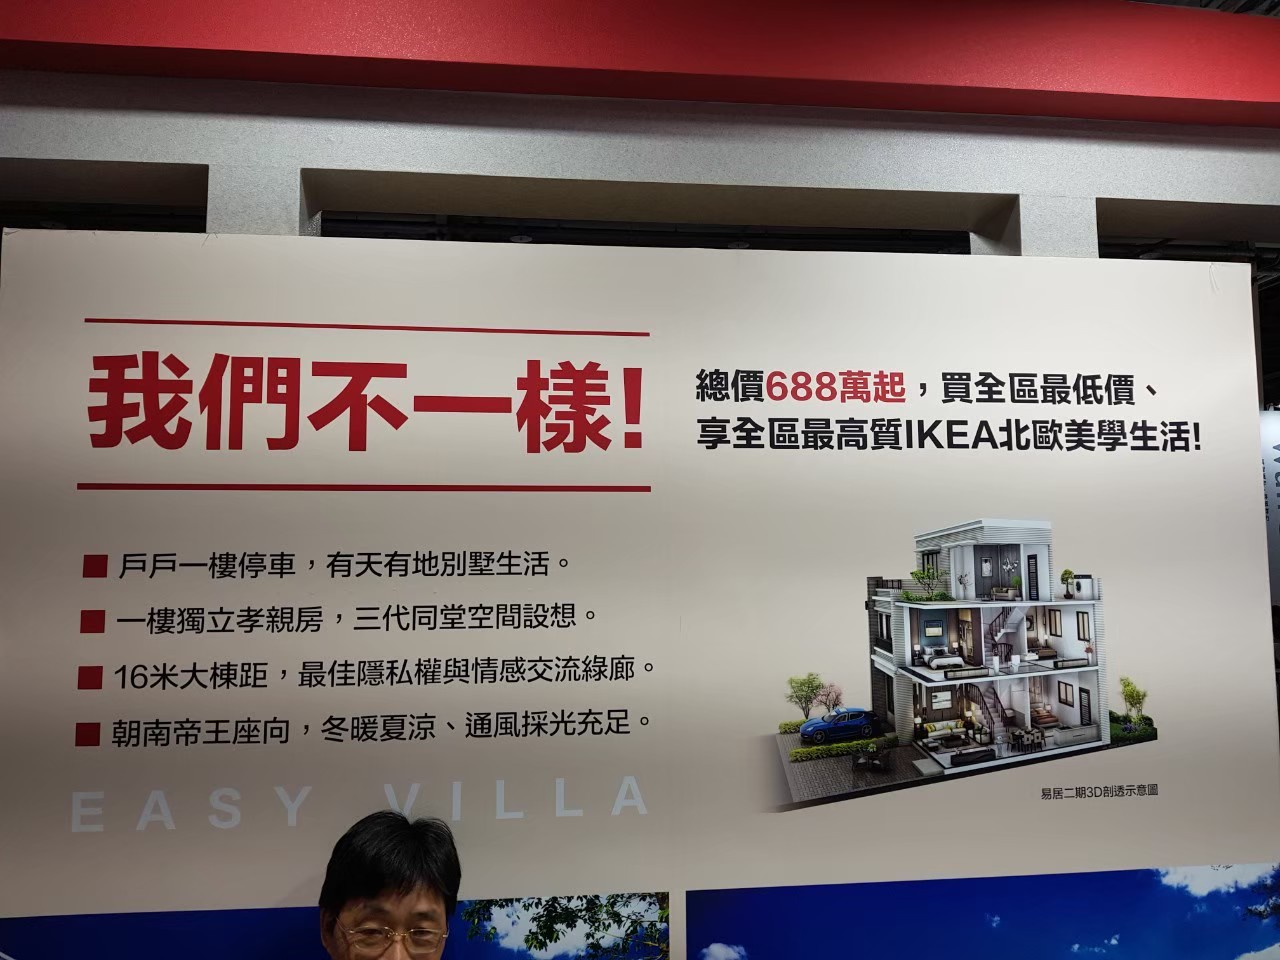 我們不一樣!
總價688萬起，買全區最低價、
享全區最高質IKEA北歐美學生活!
戶戶一樓停車，有天有地別墅生活。
一樓獨立孝親房，三代同堂空間設想。
16米大棟距，最佳隱私權與情感交流綠廊。
朝南帝王座向，冬暖夏涼、通風採光充足。
EASY VILLA
易居二期3D剖透示意圖